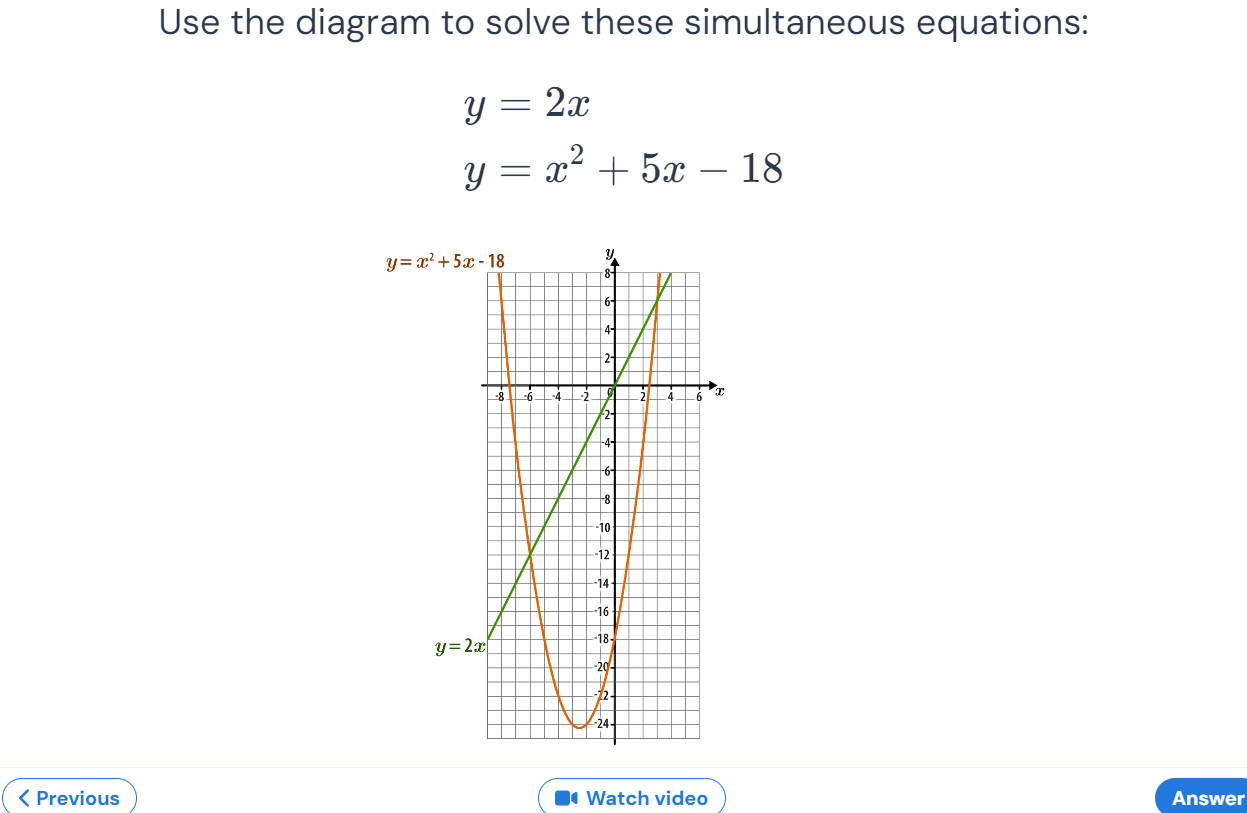 Use the diagram to solve these simultaneous equations:
y = 2x
y = x² + 5x − 18
y = x² + 5x - 18
y
8
6
4
2
-8 -6 -4 -2 0 2 4 6 x
-2
-4
-6
-8
-10
-12
-14
-16
-18
y = 2x
-20
-22
-24
Previous Watch video Answer